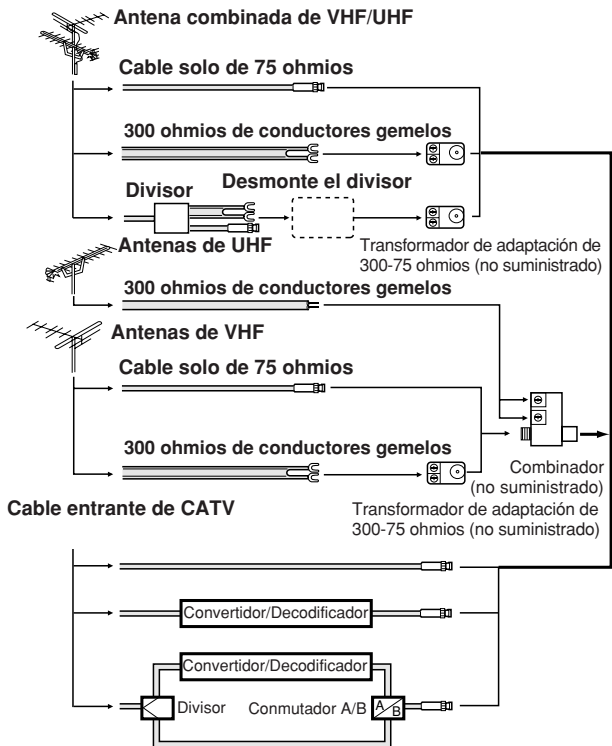 Antena combinada de VHF/UHF
Cable solo de 75 ohmios
300 ohmios de conductores gemelos
Divisor
Desmonte el divisor
Transformador de adaptación de
300-75 ohmios (no suministrado)
Antenas de UHF
300 ohmios de conductores gemelos
Antenas de VHF
Cable solo de 75 ohmios
300 ohmios de conductores gemelos
Combinador
(no suministrado)
Transformador de adaptación de
300-75 ohmios (no suministrado)
Cable entrante de CATV
Convertidor/Decodificador
Convertidor/Decodificador
Divisor
Conmutador A/B
A
B